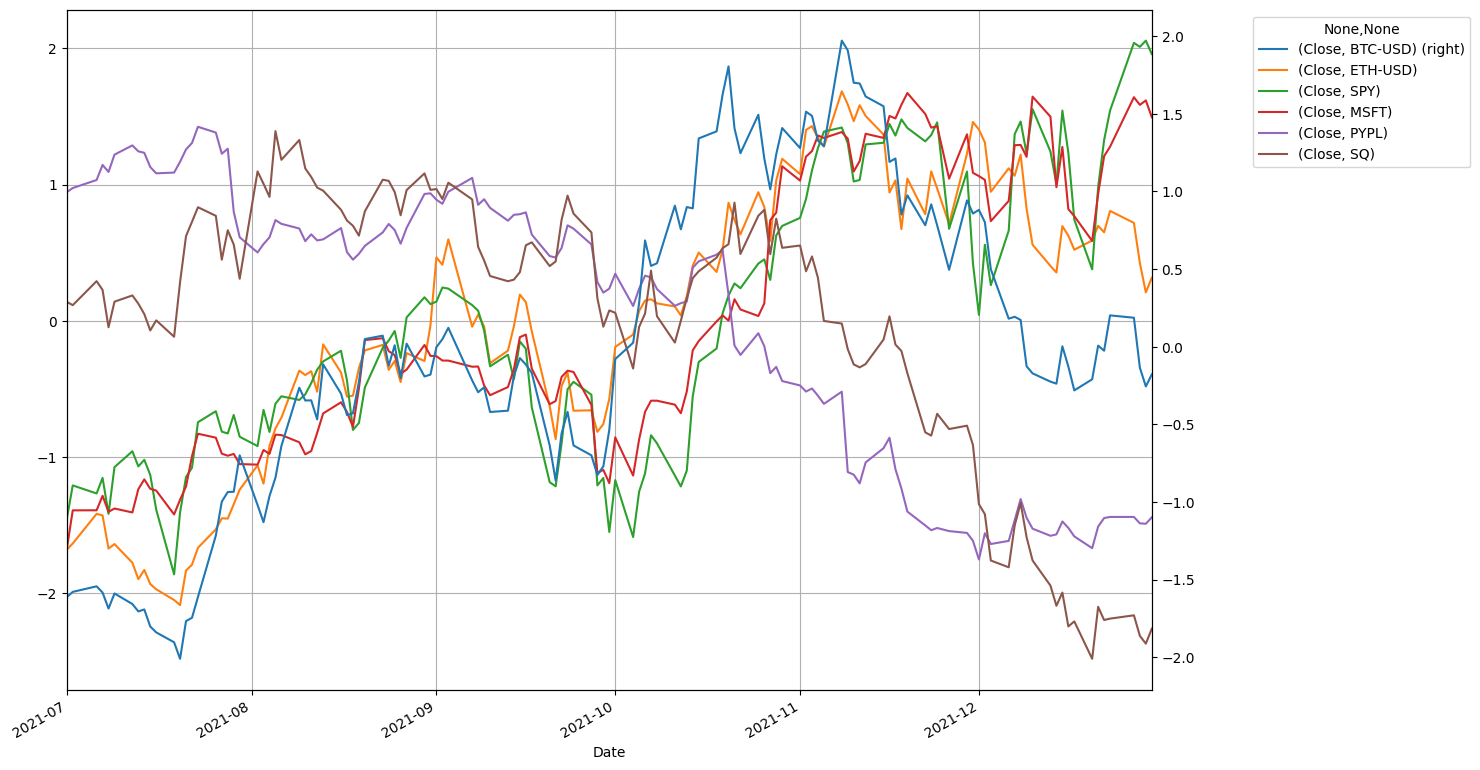 None,None
(Close, BTC-USD) (right)
(Close, ETH-USD)
(Close, SPY)
(Close, MSFT)
(Close, PYPL)
(Close, SQ)
2
1
0
−1
−2
2.0
1.5
1.0
0.5
0.0
−0.5
−1.0
−1.5
−2.0
2021-07
2021-08
2021-09
2021-10
2021-11
2021-12
Date